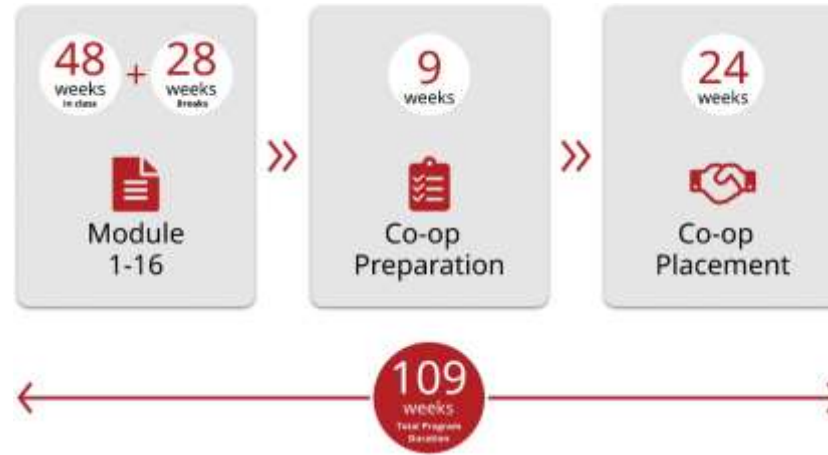 48
weeks
In class
+
28
weeks
Breaks
Module
1-16
9
weeks
Co-op
Preparation
24
weeks
Co-op
Placement
109
weeks
Total Program
Duration